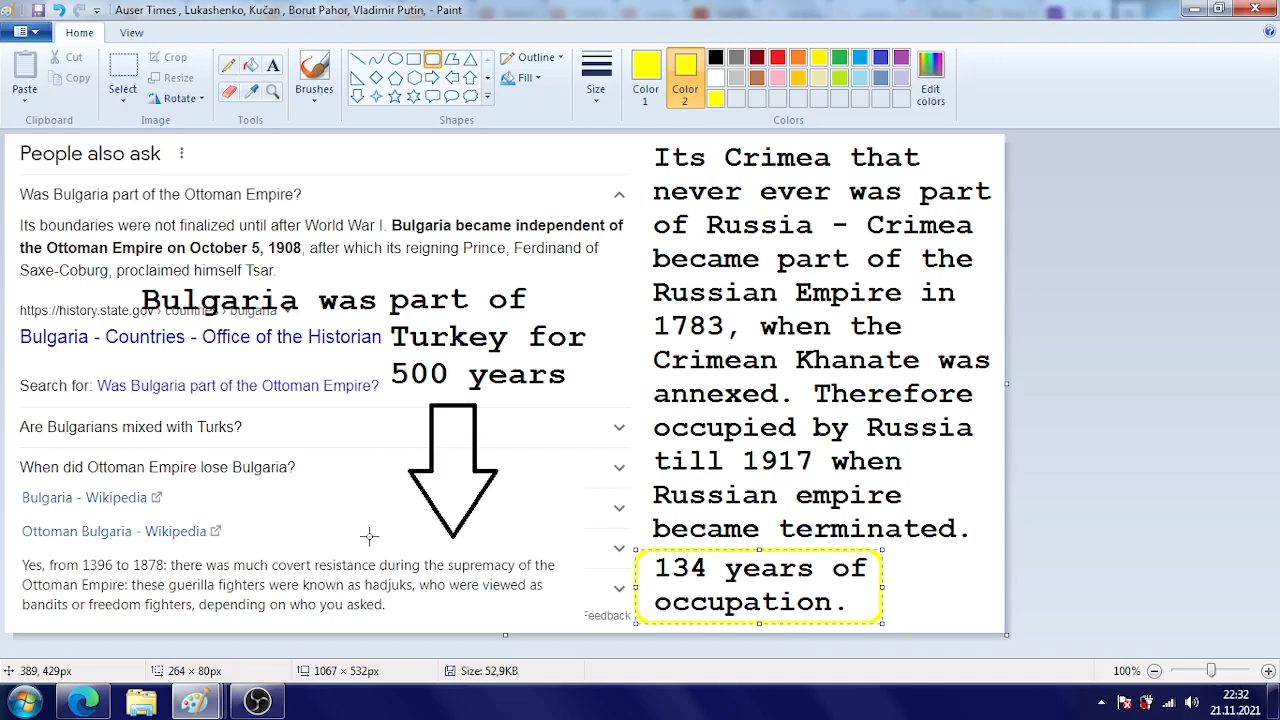 Auser Times , Lukashenko, Kučan , Borut Pahor, Vladimir Putin, - Paint
Home
View
Paste
Cut
Copy
Clipboard
Select
Crop
Resize
Rotate
Image
Tools
Brushes
Shapes
Outline
Fill
Size
Color 1
Color 2
Edit colors
Colors
People also ask
Was Bulgaria part of the Ottoman Empire?
Its boundaries were not finalized until after World War I. Bulgaria became independent of
the Ottoman Empire on October 5, 1908, after which its reigning Prince, Ferdinand of
Saxe-Coburg, proclaimed himself Tsar.
https://history.state.gov › countries › bulgaria
Bulgaria was part of
Turkey for
500 years
Bulgaria - Countries - Office of the Historian
Search for: Was Bulgaria part of the Ottoman Empire?
Are Bulgarians mixed with Turks?
When did Ottoman Empire lose Bulgaria?
Bulgaria - Wikipedia
Ottoman Bulgaria - Wikipedia
Yes, from 1396 to 1878. There was much covert resistance during the supremacy of the
Ottoman Empire: these guerilla fighters were known as hadjuks, who were viewed as
bandits or freedom fighters, depending on who you asked.
Feedback
Its Crimea that
never ever was part
of Russia - Crimea
became part of the
Russian Empire in
1783, when the
Crimean Khanate was
annexed. Therefore
occupied by Russia
till 1917 when
Russian empire
became terminated.
134 years of
occupation.
389, 429px
264 × 80px
1067 × 532px
Size: 52,9KB
100%
22:32
21.11.2021